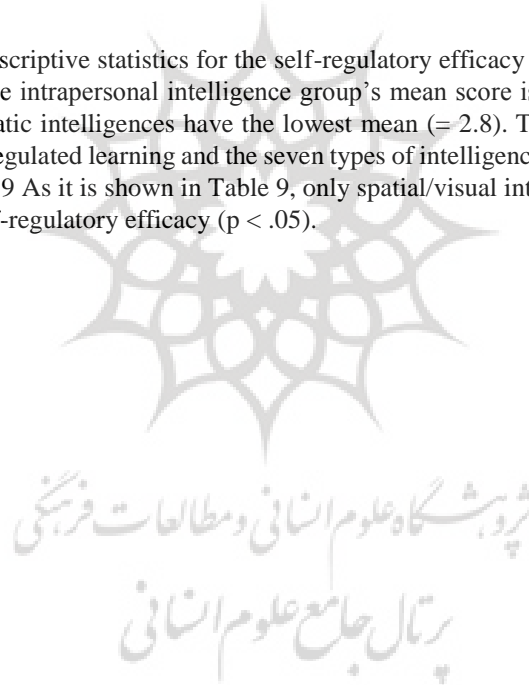 scriptive statistics for the self-regulatory efficacy
e intrapersonal intelligence group's mean score is
atic intelligences have the lowest mean (= 2.8). T
egulated learning and the seven types of intelligenc
9 As it is shown in Table 9, only spatial/visual int
f-regulatory efficacy (p < .05).
پژوهشگاه علوم انسانی و مطالعات فرهنگی
پرتال جامع علوم انسانی